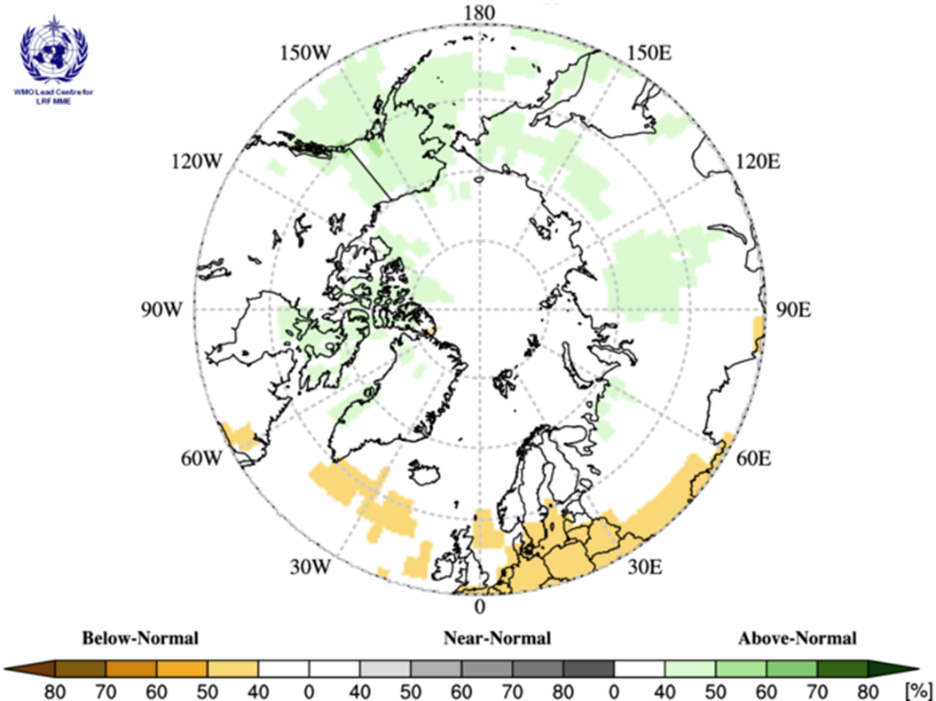 WMO Lead Centre for
LRF MME
180
150W
150E
120W
120E
90W
90E
60W
60E
30W
30E
0
Below-Normal Near-Normal Above-Normal
80 70 60 50 40 0 40 50 60 70 80 0 40 50 60 70 80 [%]